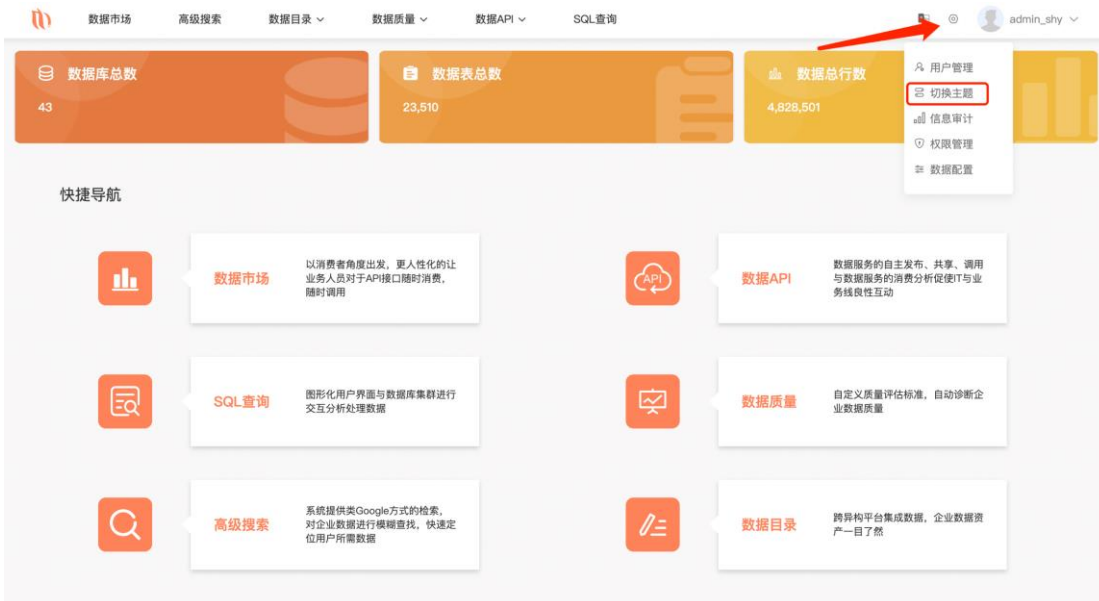 数据市场 高级搜索 数据目录 数据质量 数据API SQL查询 admin_shy
数据库总数
43
数据表总数
23,510
数据总行数
4,828,501
用户管理
切换主题
信息审计
权限管理
数据配置
快捷导航
数据市场
以消费者角度出发，更人性化的让
业务人员对于API接口随时消费，
随时调用
API
数据API
数据服务的自主发布、共享、调用
与数据服务的消费分析促使IT与业
务线良性互动
SQL查询
图形化用户界面与数据库集群进行
交互分析处理数据
数据质量
自定义质量评估标准，自动诊断企
业数据质量
高级搜索
系统提供类Google方式的检索，
对企业数据进行模糊查找，快速定
位用户所需数据
数据目录
跨异构平台集成数据，企业数据资
产一目了然